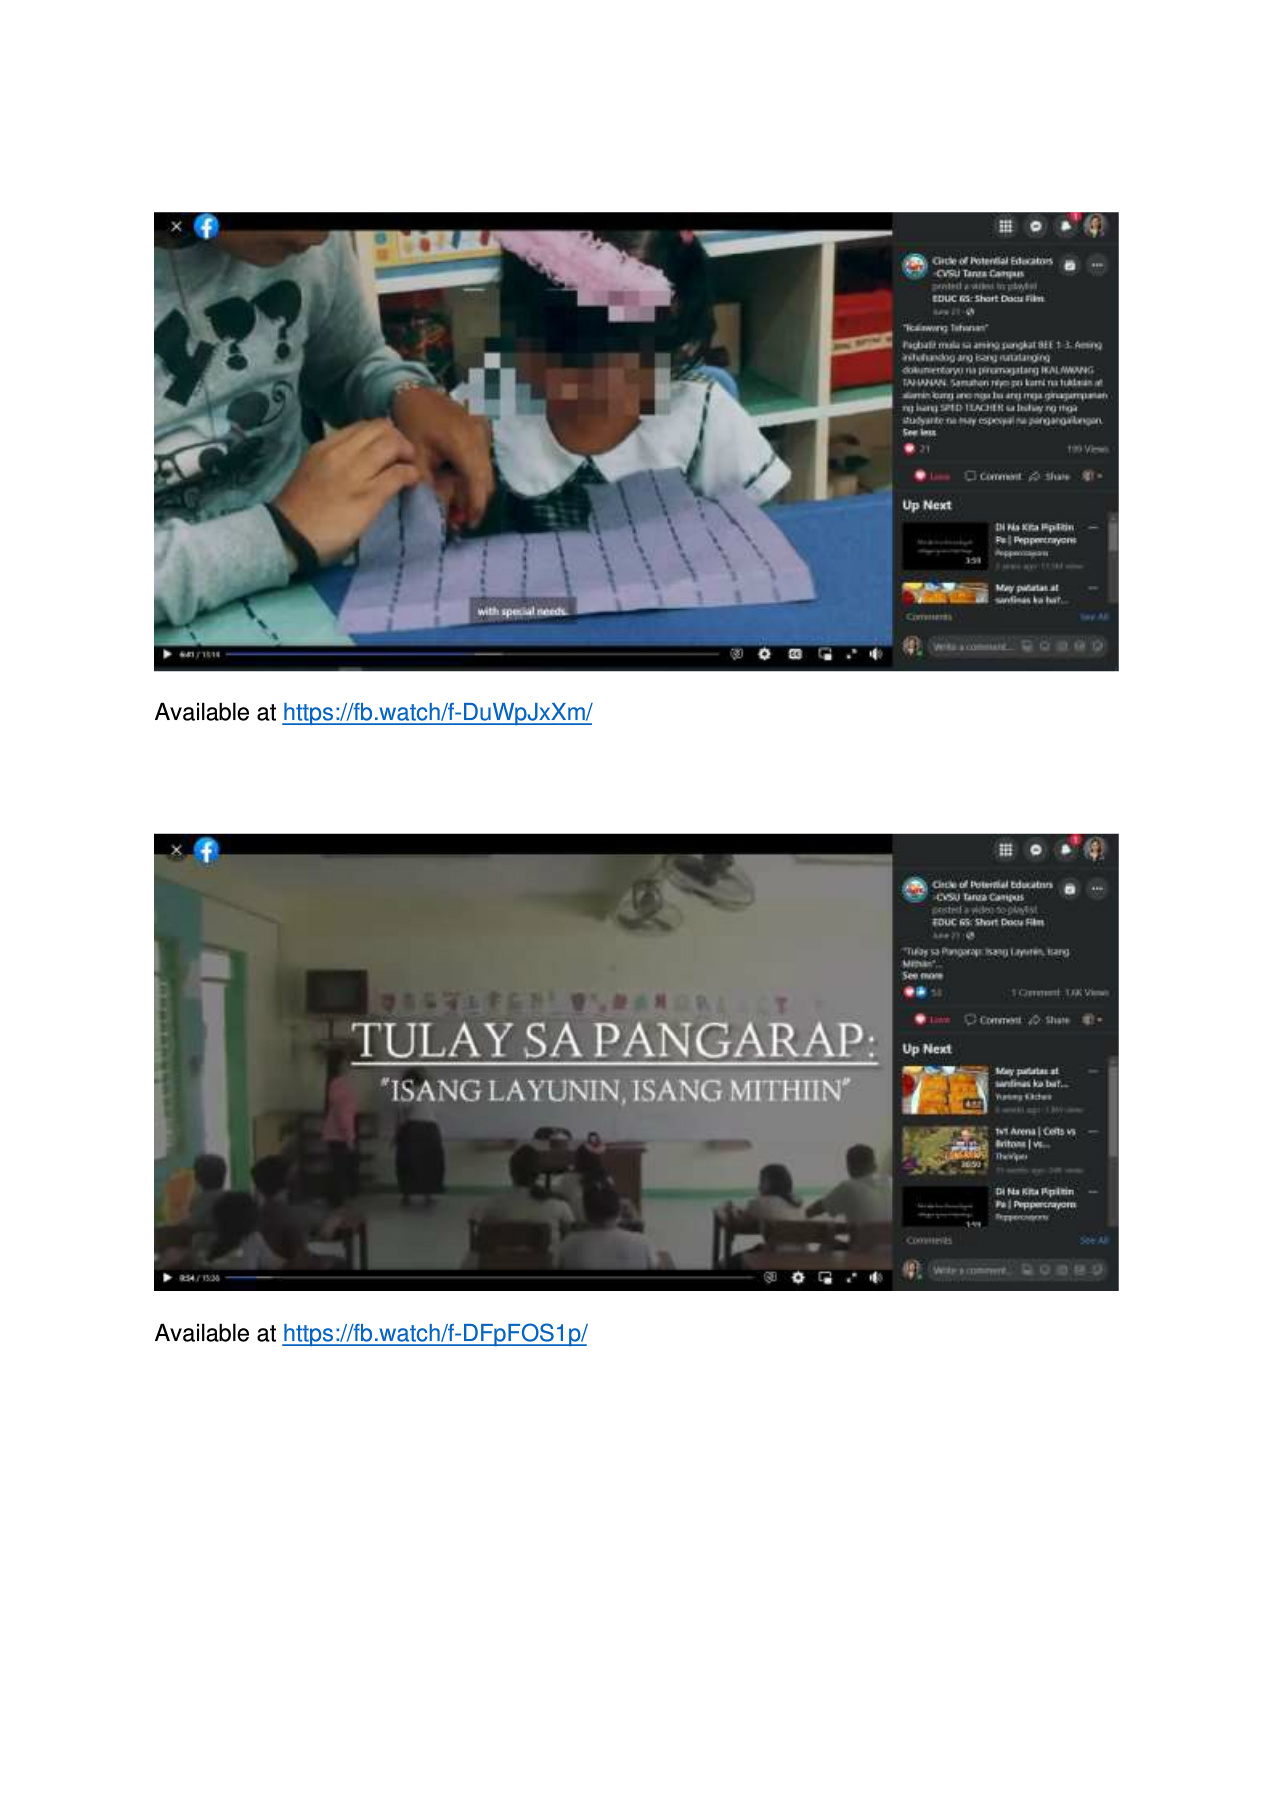 Circle of Potential Educators
-CVSU Tanza Campus
posted a video to playlist
EDUC 65: Short Docu Film
June 21
"Ikalawang Tahanan"
Pagbati! mula sa aming pangkat BEE 1-3. Aming
inihahandog ang isang natatanging
dokumentaryo na pinamagatang IKALAWANG
TAHANAN. Samahan niyo po kami na tuklasin at
alamin kung ano nga ba ang mga ginagampanan
ng isang SPED TEACHER sa buhay ng mga
studyante na may espesyal na pangangailangan.
See less
21 199 Views
Love Comment Share
Up Next
Di Na Kita Pipilitin
Pa | Peppercrayons
Peppercrayons
3:59
May patatas at
sardinas ka ba?...
Comments See All
Write a comment...
with special needs.
6:41 /
Available at https://fb.watch/f-DuWpJxXm/
Circle of Potential Educators
-CVSU Tanza Campus
posted a video to playlist
EDUC 65: Short Docu Film
June 21
"Tulay sa Pangarap: Isang Layunin, Isang
Mithiin"...
See more
53 1 Comment 1.6K Views
Love Comment Share
Up Next
May patatas at
sardinas ka ba?...
Yummy Kitchen
4:02
1v1 Arena | Celts vs
Britons | vs...
TheViper
Di Na Kita Pipilitin
Pa | Peppercrayons
Peppercrayons
3:59
Comments See All
Write a comment...
TULAY SA PANGARAP:
"ISANG LAYUNIN, ISANG MITHIIN"
0:54 / 15:26
Available at https://fb.watch/f-DFpFOS1p/